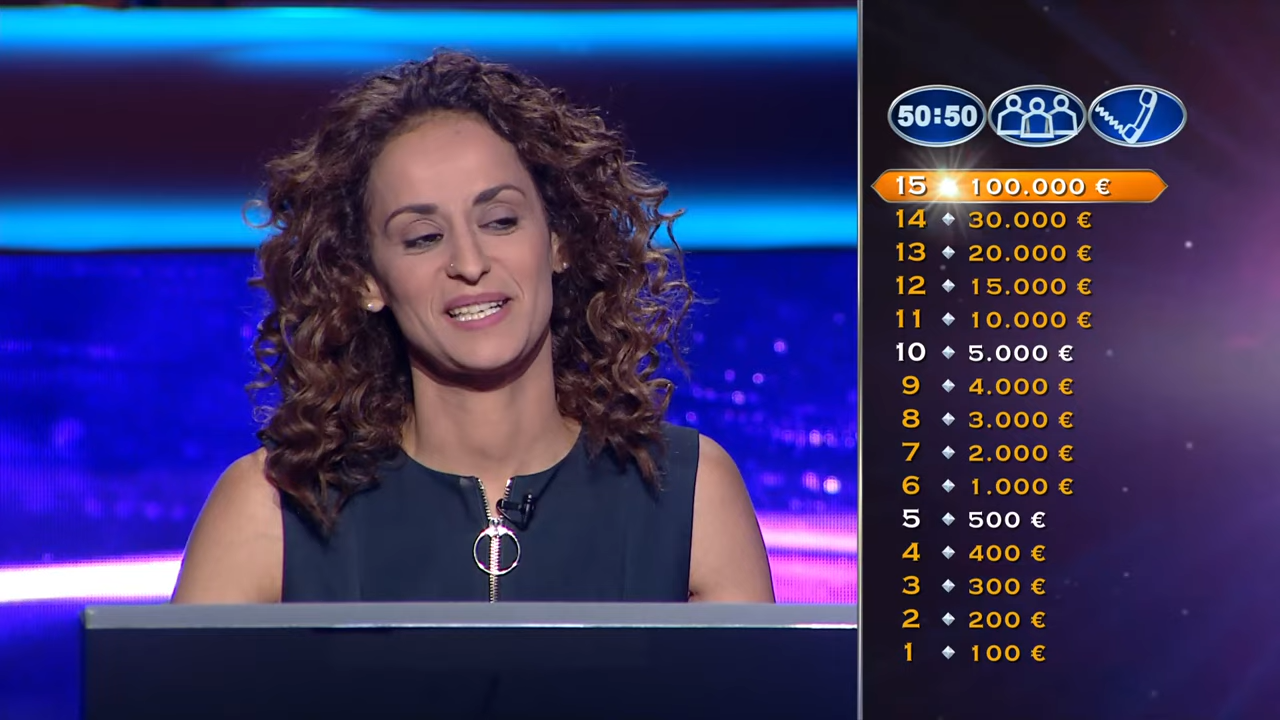 50:50
15 100.000 €
14 30.000 €
13 20.000 €
12 15.000 €
11 10.000 €
10 5.000 €
9 4.000 €
8 3.000 €
7 2.000 €
6 1.000 €
5 500 €
4 400 €
3 300 €
2 200 €
1 100 €